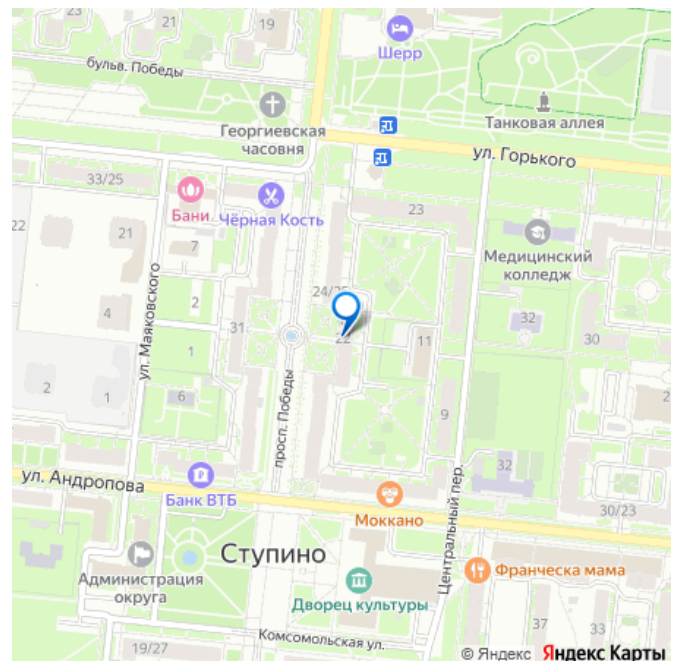 23
21
19
Шерр
бульв. Победы
Георгиевская
часовня
Танковая аллея
ул. Горького
33/25
Бани
Чёрная Кость
23
22
21
7
Медицинский
колледж
ул. Маяковского
2
24/2
4
32
31
22
11
30
1
2
1
6
9
2
просп. Победы
32
ул. Андропова
Банк ВТБ
Моккано
30/23
Центральный пер.
Ступино
Администрация
округа
Франческа мама
Дворец культуры
37
33
Комсомольская ул.
19/27
© Яндекс Яндекс Карты